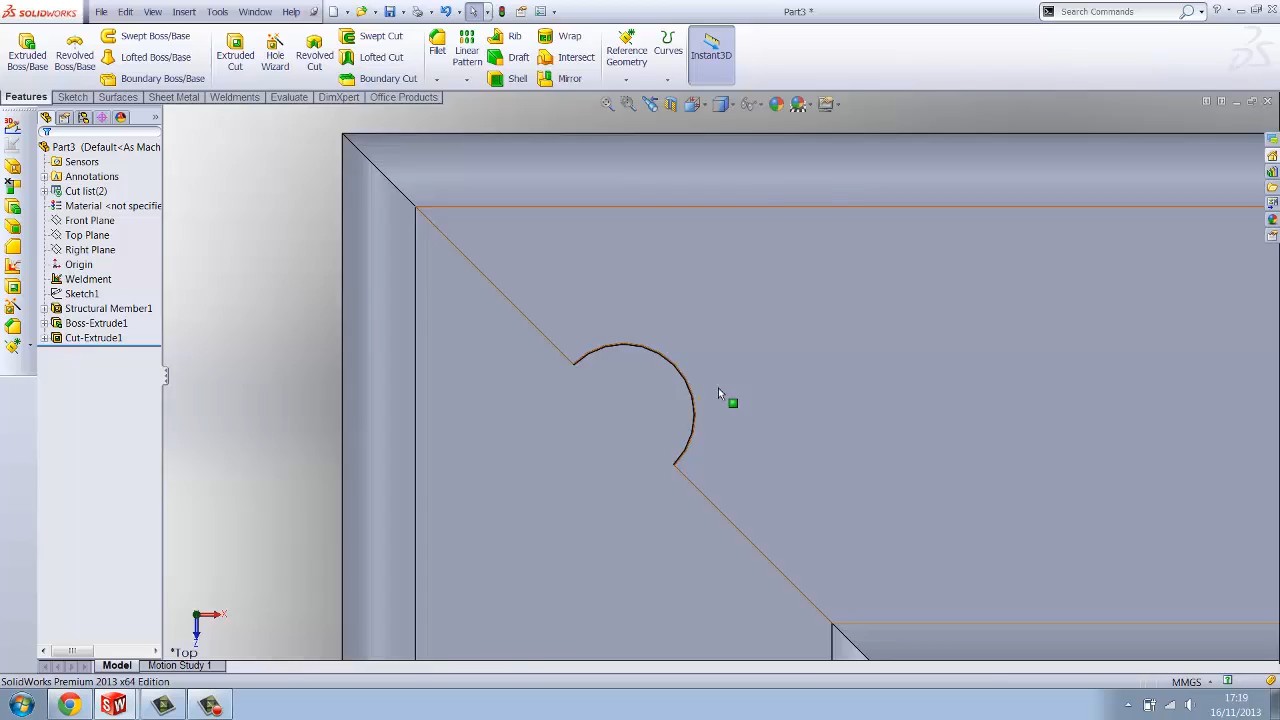 SOLIDWORKS File Edit View Insert Tools Window Help Part3 * Search Commands
Extruded Boss/Base
Revolved Boss/Base
Swept Boss/Base
Lofted Boss/Base
Boundary Boss/Base
Extruded Cut
Hole Wizard
Revolved Cut
Swept Cut
Lofted Cut
Boundary Cut
Fillet
Linear Pattern
Rib
Draft
Shell
Wrap
Intersect
Mirror
Reference Geometry
Curves
Instant3D
Features Sketch Surfaces Sheet Metal Weldments Evaluate DimXpert Office Products
Part3 (Default<As Mach
Sensors
Annotations
Cut list(2)
Material <not specifie
Front Plane
Top Plane
Right Plane
Origin
Weldment
Sketch1
Structural Member1
Boss-Extrude1
Cut-Extrude1
X
Z
*Top
Model Motion Study 1
SolidWorks Premium 2013 x64 Edition MMGS
17:19
16/11/2013